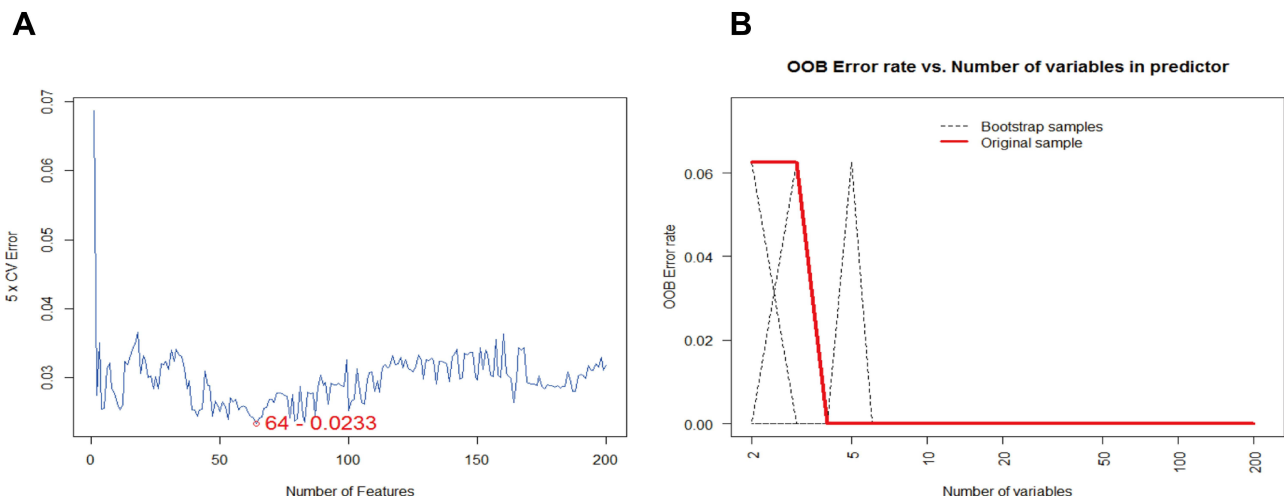 A
0.07
0.06
0.05
0.04
0.03
5 x CV Error
64 - 0.0233
0 50 100 150 200
Number of Features
B
OOB Error rate vs. Number of variables in predictor
Bootstrap samples
Original sample
0.06
0.04
0.02
0.00
OOB Error rate
2 5 10 20 50 100 200
Number of variables